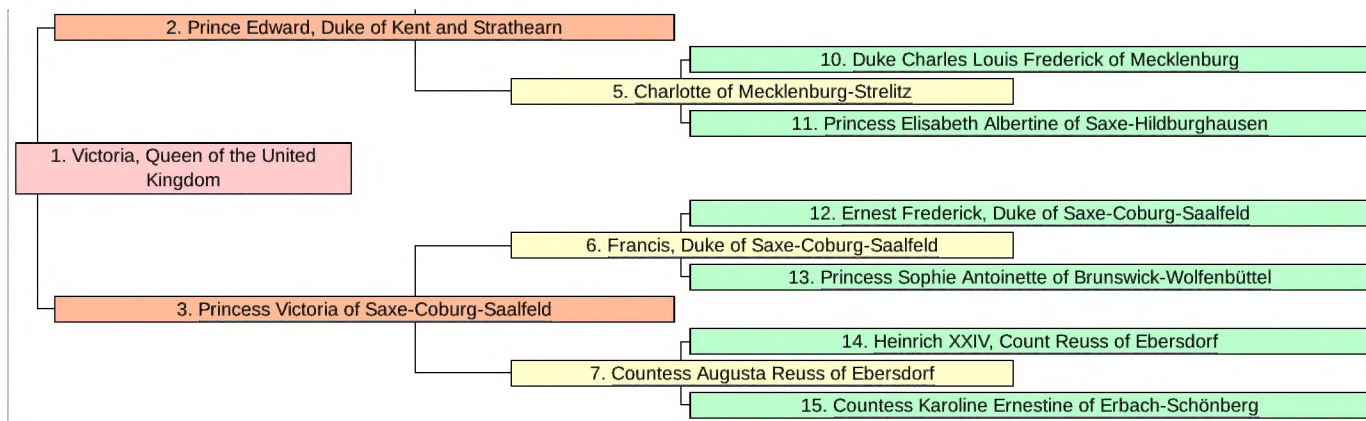 2. Prince Edward, Duke of Kent and Strathearn
10. Duke Charles Louis Frederick of Mecklenburg
5. Charlotte of Mecklenburg-Strelitz
11. Princess Elisabeth Albertine of Saxe-Hildburghausen
1. Victoria, Queen of the United
Kingdom
12. Ernest Frederick, Duke of Saxe-Coburg-Saalfeld
6. Francis, Duke of Saxe-Coburg-Saalfeld
13. Princess Sophie Antoinette of Brunswick-Wolfenbüttel
3. Princess Victoria of Saxe-Coburg-Saalfeld
14. Heinrich XXIV, Count Reuss of Ebersdorf
7. Countess Augusta Reuss of Ebersdorf
15. Countess Karoline Ernestine of Erbach-Schönberg